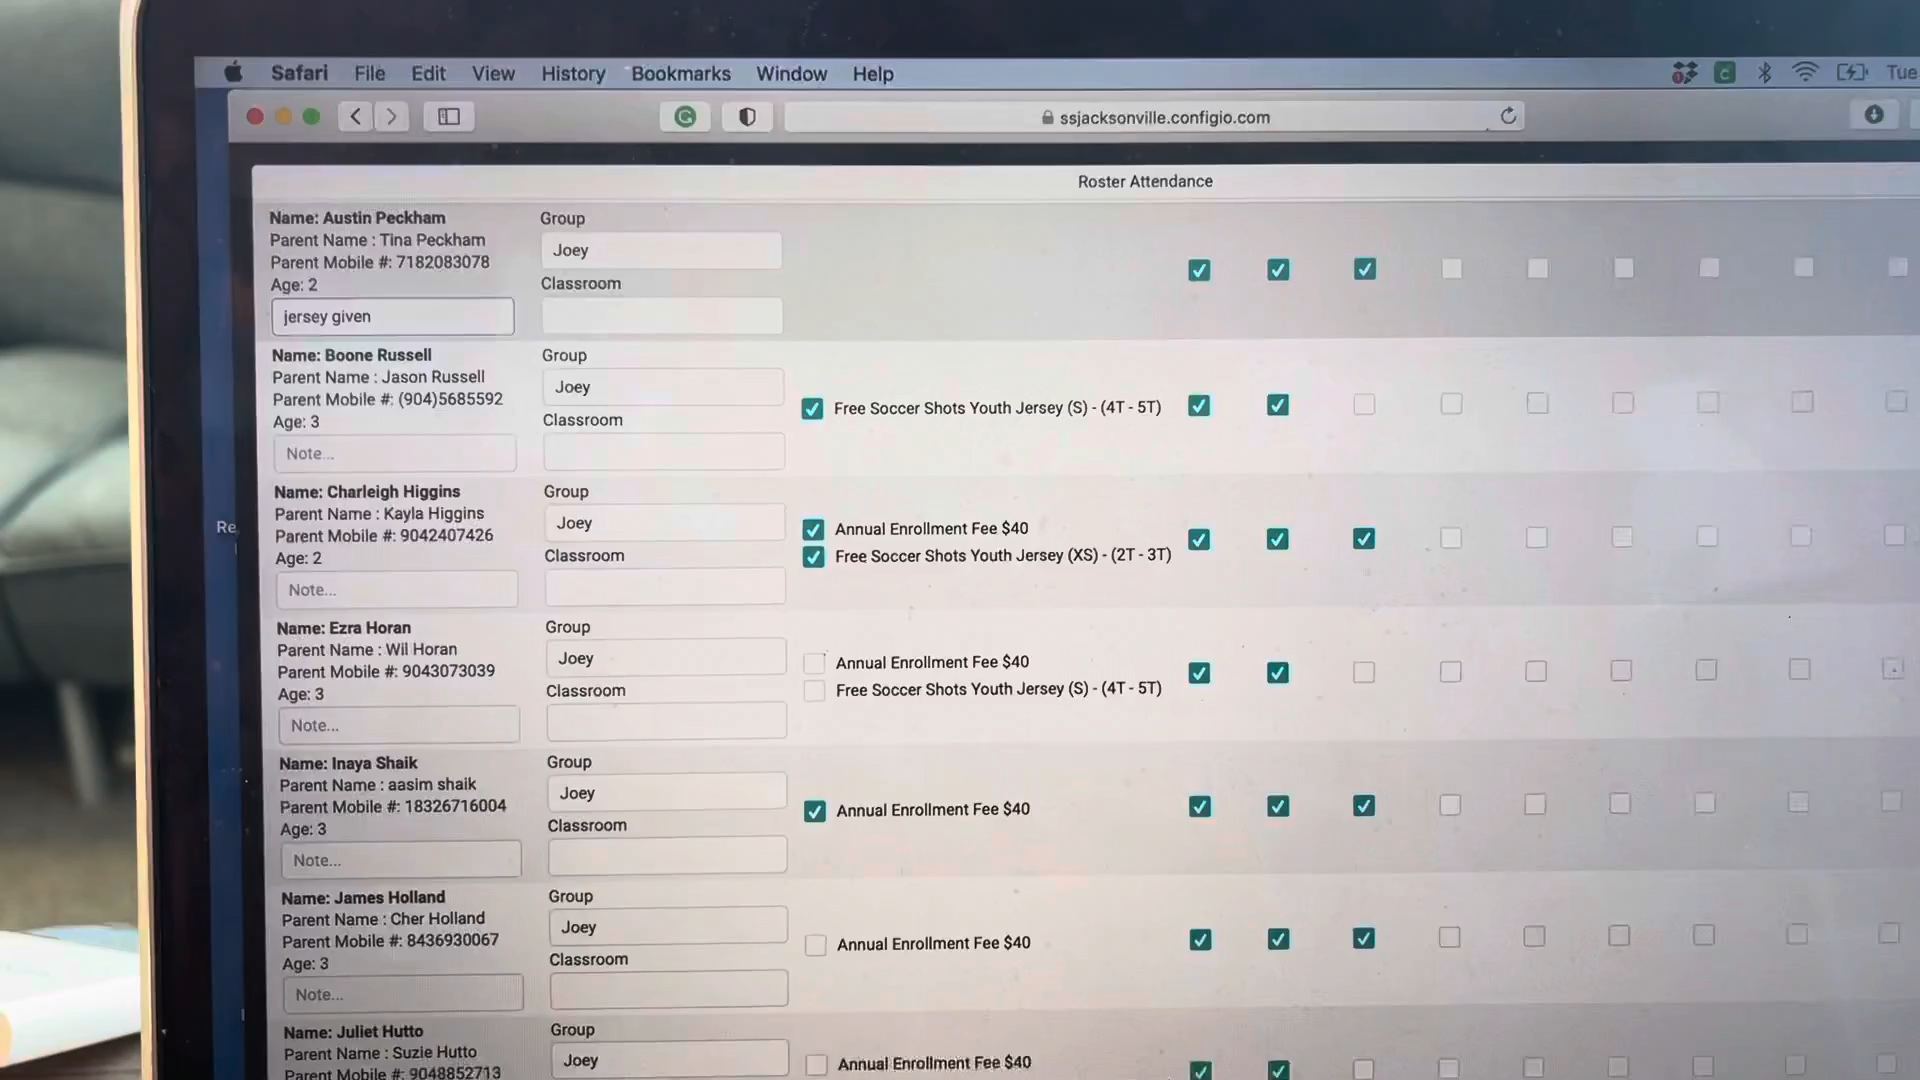 Safari File Edit View History Bookmarks Window Help Tue
ssjacksonville.configio.com
Roster Attendance
Name: Austin Peckham
Parent Name : Tina Peckham
Parent Mobile #: 7182083078
Age: 2
jersey given
Group
Joey
Classroom
Name: Boone Russell
Parent Name : Jason Russell
Parent Mobile #: (904)5685592
Age: 3
Note...
Group
Joey
Classroom
Free Soccer Shots Youth Jersey (S) - (4T - 5T)
Re
Name: Charleigh Higgins
Parent Name : Kayla Higgins
Parent Mobile #: 9042407426
Age: 2
Note...
Group
Joey
Classroom
Annual Enrollment Fee $40
Free Soccer Shots Youth Jersey (XS) - (2T - 3T)
Name: Ezra Horan
Parent Name : Wil Horan
Parent Mobile #: 9043073039
Age: 3
Note...
Group
Joey
Classroom
Annual Enrollment Fee $40
Free Soccer Shots Youth Jersey (S) - (4T - 5T)
Name: Inaya Shaik
Parent Name : aasim shaik
Parent Mobile #: 18326716004
Age: 3
Note...
Group
Joey
Classroom
Annual Enrollment Fee $40
Name: James Holland
Parent Name : Cher Holland
Parent Mobile #: 8436930067
Age: 3
Note...
Group
Joey
Classroom
Annual Enrollment Fee $40
Name: Juliet Hutto
Parent Name : Suzie Hutto
Parent Mobile #: 9048852713
Group
Joey
Annual Enrollment Fee $40